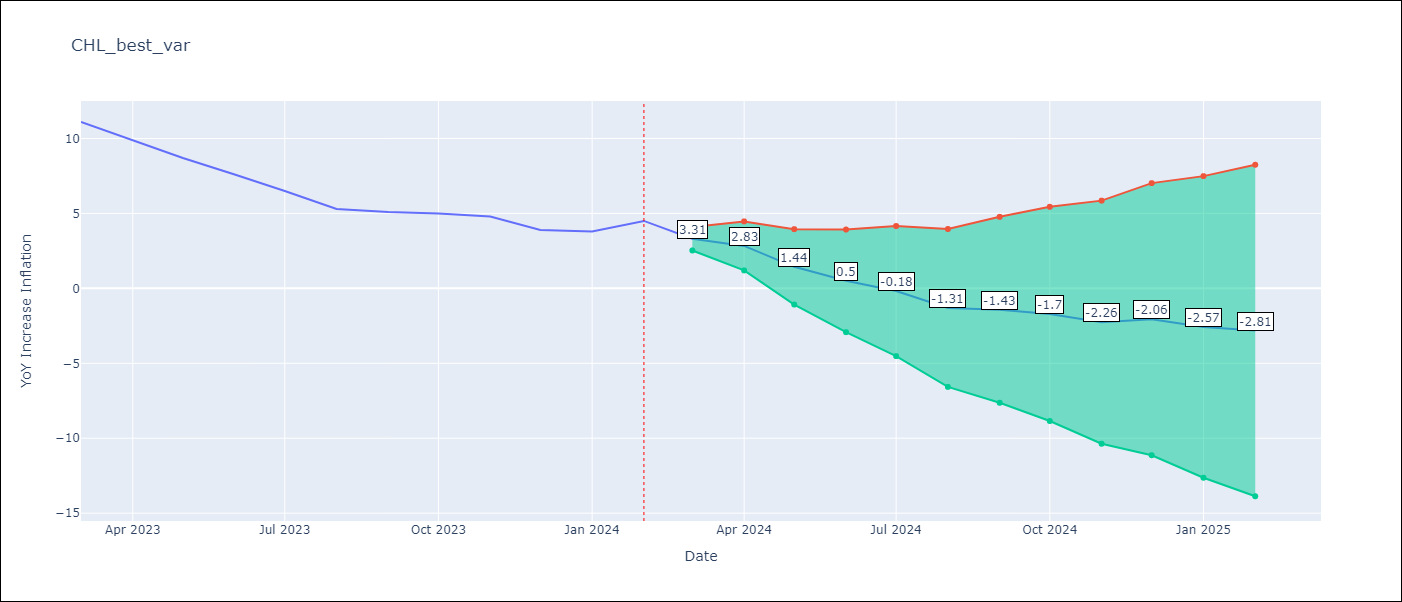 CHL_best_var
YoY Increase Inflation
10
5
0
−5
−10
−15
3.31
2.83
1.44
0.5
-0.18
-1.31
-1.43
-1.7
-2.26
-2.06
-2.57
-2.81
Apr 2023
Jul 2023
Oct 2023
Jan 2024
Apr 2024
Jul 2024
Oct 2024
Jan 2025
Date